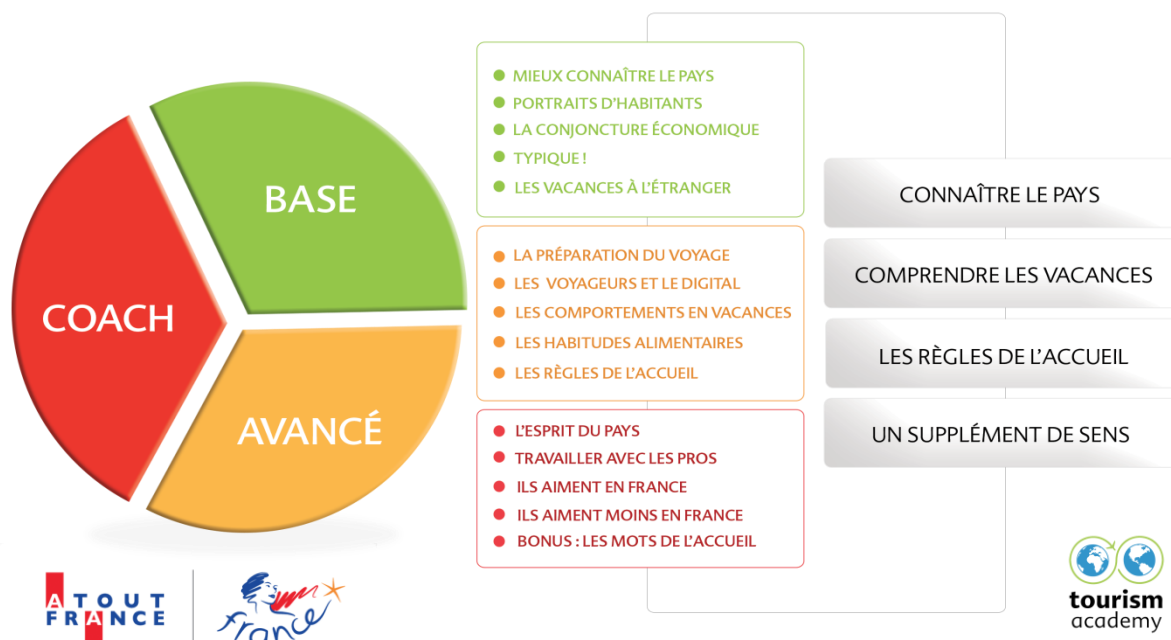 BASE
COACH
AVANCÉ
MIEUX CONNAÎTRE LE PAYS
PORTRAITS D'HABITANTS
LA CONJONCTURE ÉCONOMIQUE
TYPIQUE !
LES VACANCES À L'ÉTRANGER
LA PRÉPARATION DU VOYAGE
LES VOYAGEURS ET LE DIGITAL
LES COMPORTEMENTS EN VACANCES
LES HABITUDES ALIMENTAIRES
LES RÈGLES DE L'ACCUEIL
L'ESPRIT DU PAYS
TRAVAILLER AVEC LES PROS
ILS AIMENT EN FRANCE
ILS AIMENT MOINS EN FRANCE
BONUS : LES MOTS DE L'ACCUEIL
CONNAÎTRE LE PAYS
COMPRENDRE LES VACANCES
LES RÈGLES DE L'ACCUEIL
UN SUPPLÉMENT DE SENS
ATOUT
FRANCE
france
tourism
academy